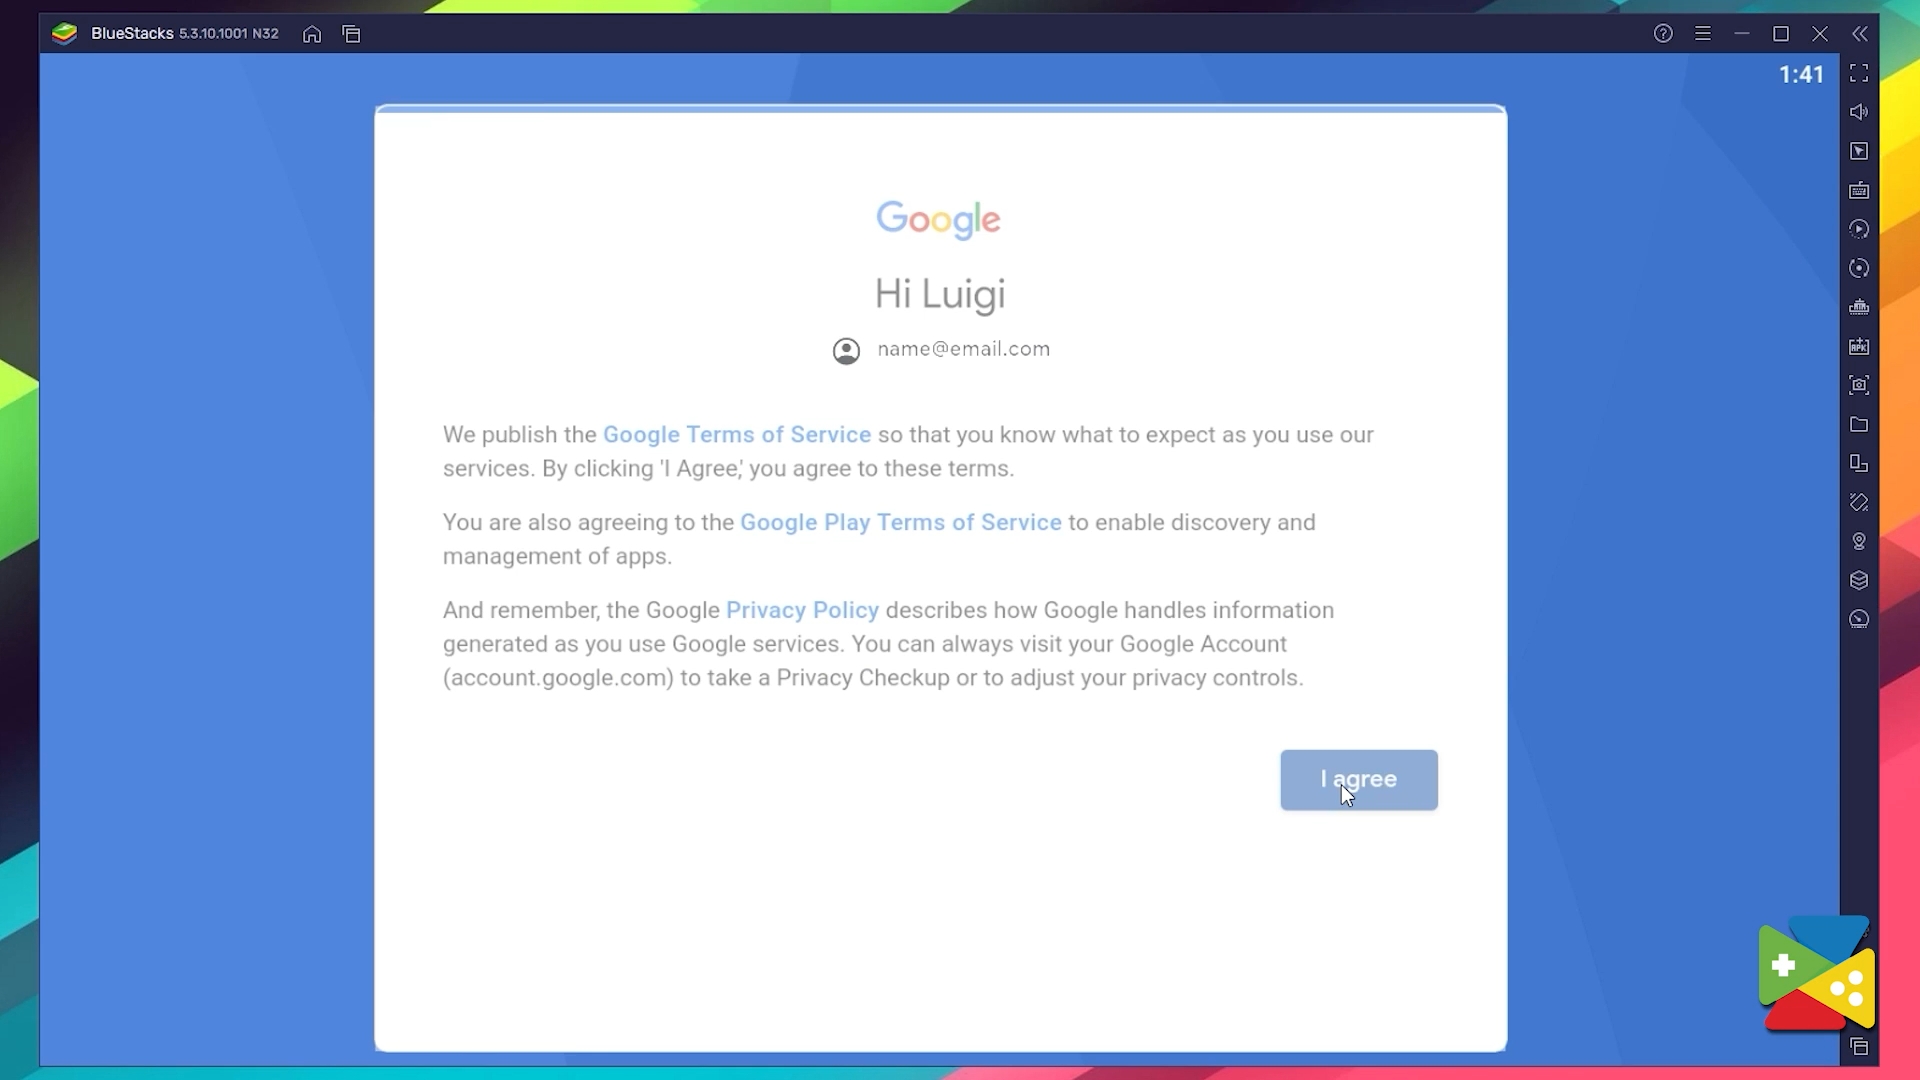 BlueStacks 5.3.10.1001 N32
1:41
Google
Hi Luigi
name@email.com
We publish the Google Terms of Service so that you know what to expect as you use our
services. By clicking 'I Agree,' you agree to these terms.
You are also agreeing to the Google Play Terms of Service to enable discovery and
management of apps.
And remember, the Google Privacy Policy describes how Google handles information
generated as you use Google services. You can always visit your Google Account
(account.google.com) to take a Privacy Checkup or to adjust your privacy controls.
I agree
APK